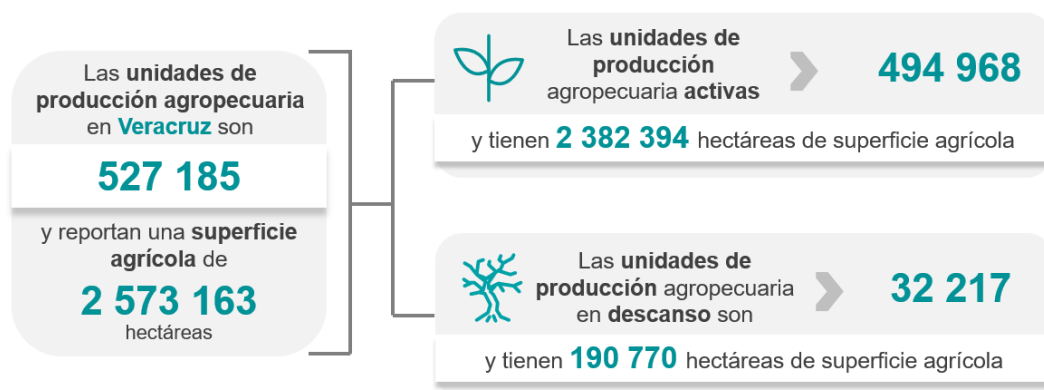 Las unidades de
producción agropecuaria
en Veracruz son
527 185
y reportan una superficie
agrícola de
2 573 163
hectáreas
Las unidades de
producción
agropecuaria activas
494 968
y tienen 2 382 394 hectáreas de superficie agrícola
Las unidades de
producción agropecuaria
en descanso son
32 217
y tienen 190 770 hectáreas de superficie agrícola